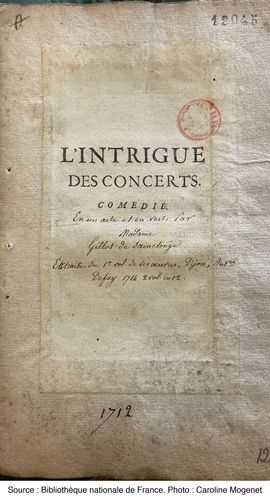 12045
L'INTRIGUE
DES CONCERTS.
COMEDIE.
En un acte et en vers, Par
Madame
Gillot de Sainctonge
Extraite du 1er vol. de ses œuvres, Dijon,
Defay 1714 2 vol in 12.
1712
12
Source : Bibliothèque nationale de France. Photo : Caroline Mogenet